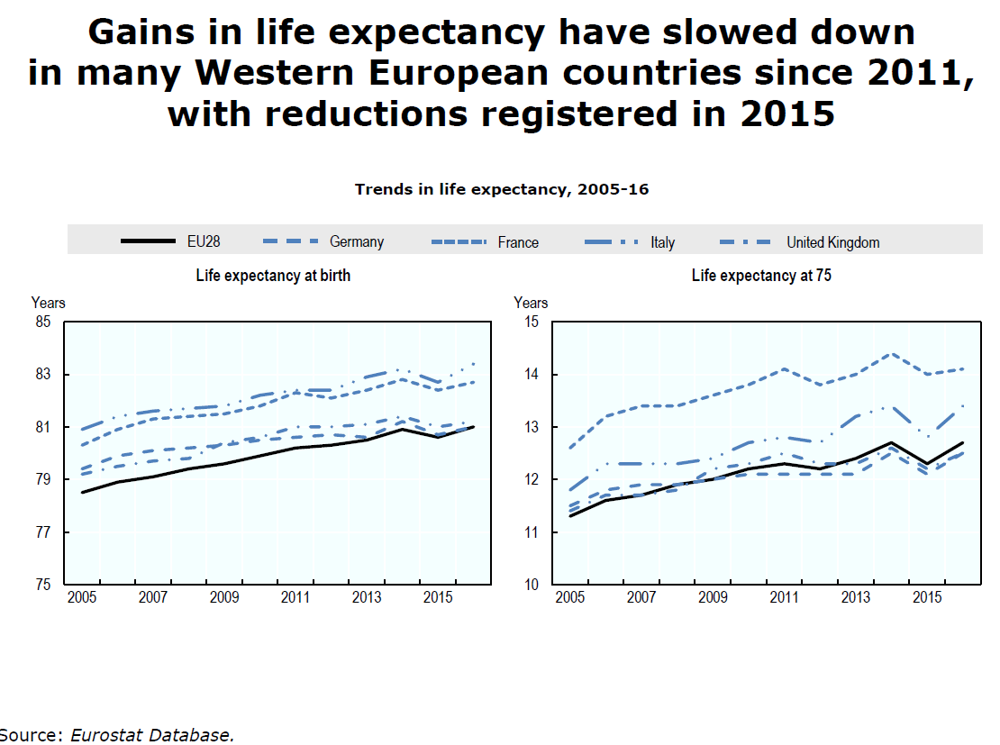 Gains in life expectancy have slowed down
in many Western European countries since 2011,
with reductions registered in 2015
Trends in life expectancy, 2005-16
EU28 Germany France Italy United Kingdom
Life expectancy at birth
Years
85
83
81
79
77
75
2005 2007 2009 2011 2013 2015
Life expectancy at 75
Years
15
14
13
12
11
10
2005 2007 2009 2011 2013 2015
Source: Eurostat Database.